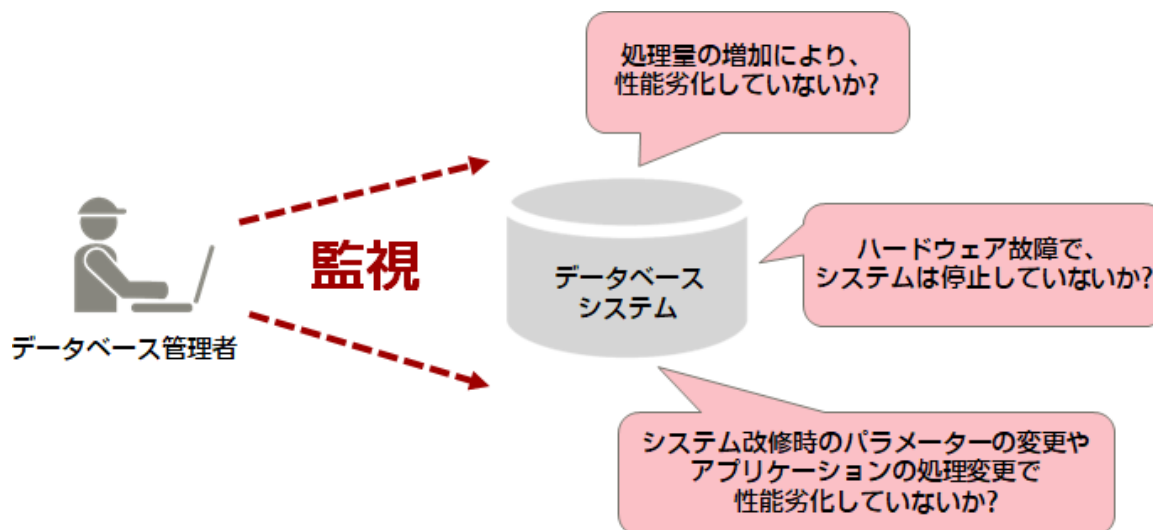 処理量の増加により、
性能劣化していないか?
監視
データベース
システム
ハードウェア故障で、
システムは停止していないか?
データベース管理者
システム改修時のパラメーターの変更や
アプリケーションの処理変更で
性能劣化していないか?